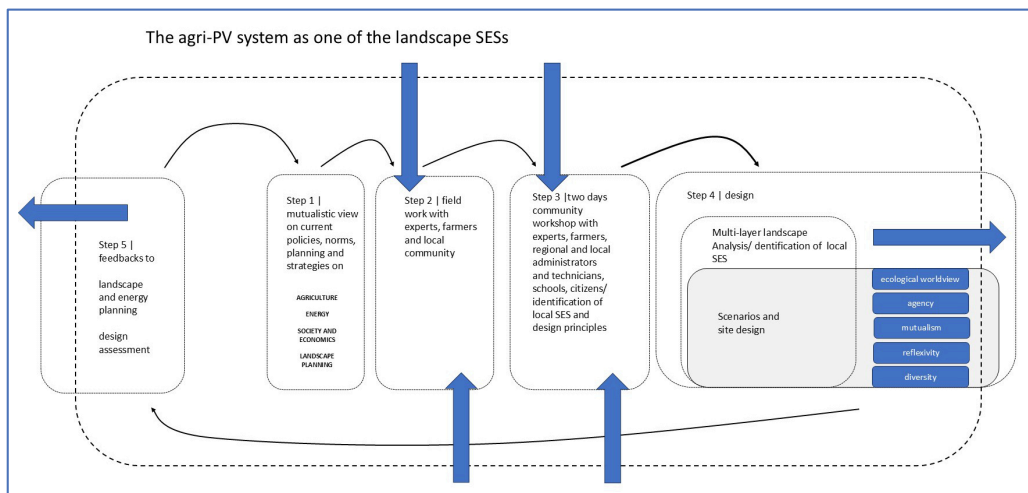 The agri-PV system as one of the landscape SESs
Step 5 |
feedbacks to
landscape
and energy
planning
design
assessment
Step 1 |
mutualistic view
on current
policies, norms,
planning and
strategies on
AGRICULTURE
ENERGY
SOCIETY AND
ECONOMICS
LANDSCAPE
PLANNING
Step 2 | field
work with
experts, farmers
and local
community
Step 3 |two days
community
workshop with
experts, farmers,
regional and local
administrators
and technicians,
schools, citizens/
identification of
local SES and
design principles
Step 4 | design
Multi-layer landscape
Analysis/ dentification of local
SES
Scenarios and
site design
ecological worldview
agency
mutualism
reflexivity
diversity